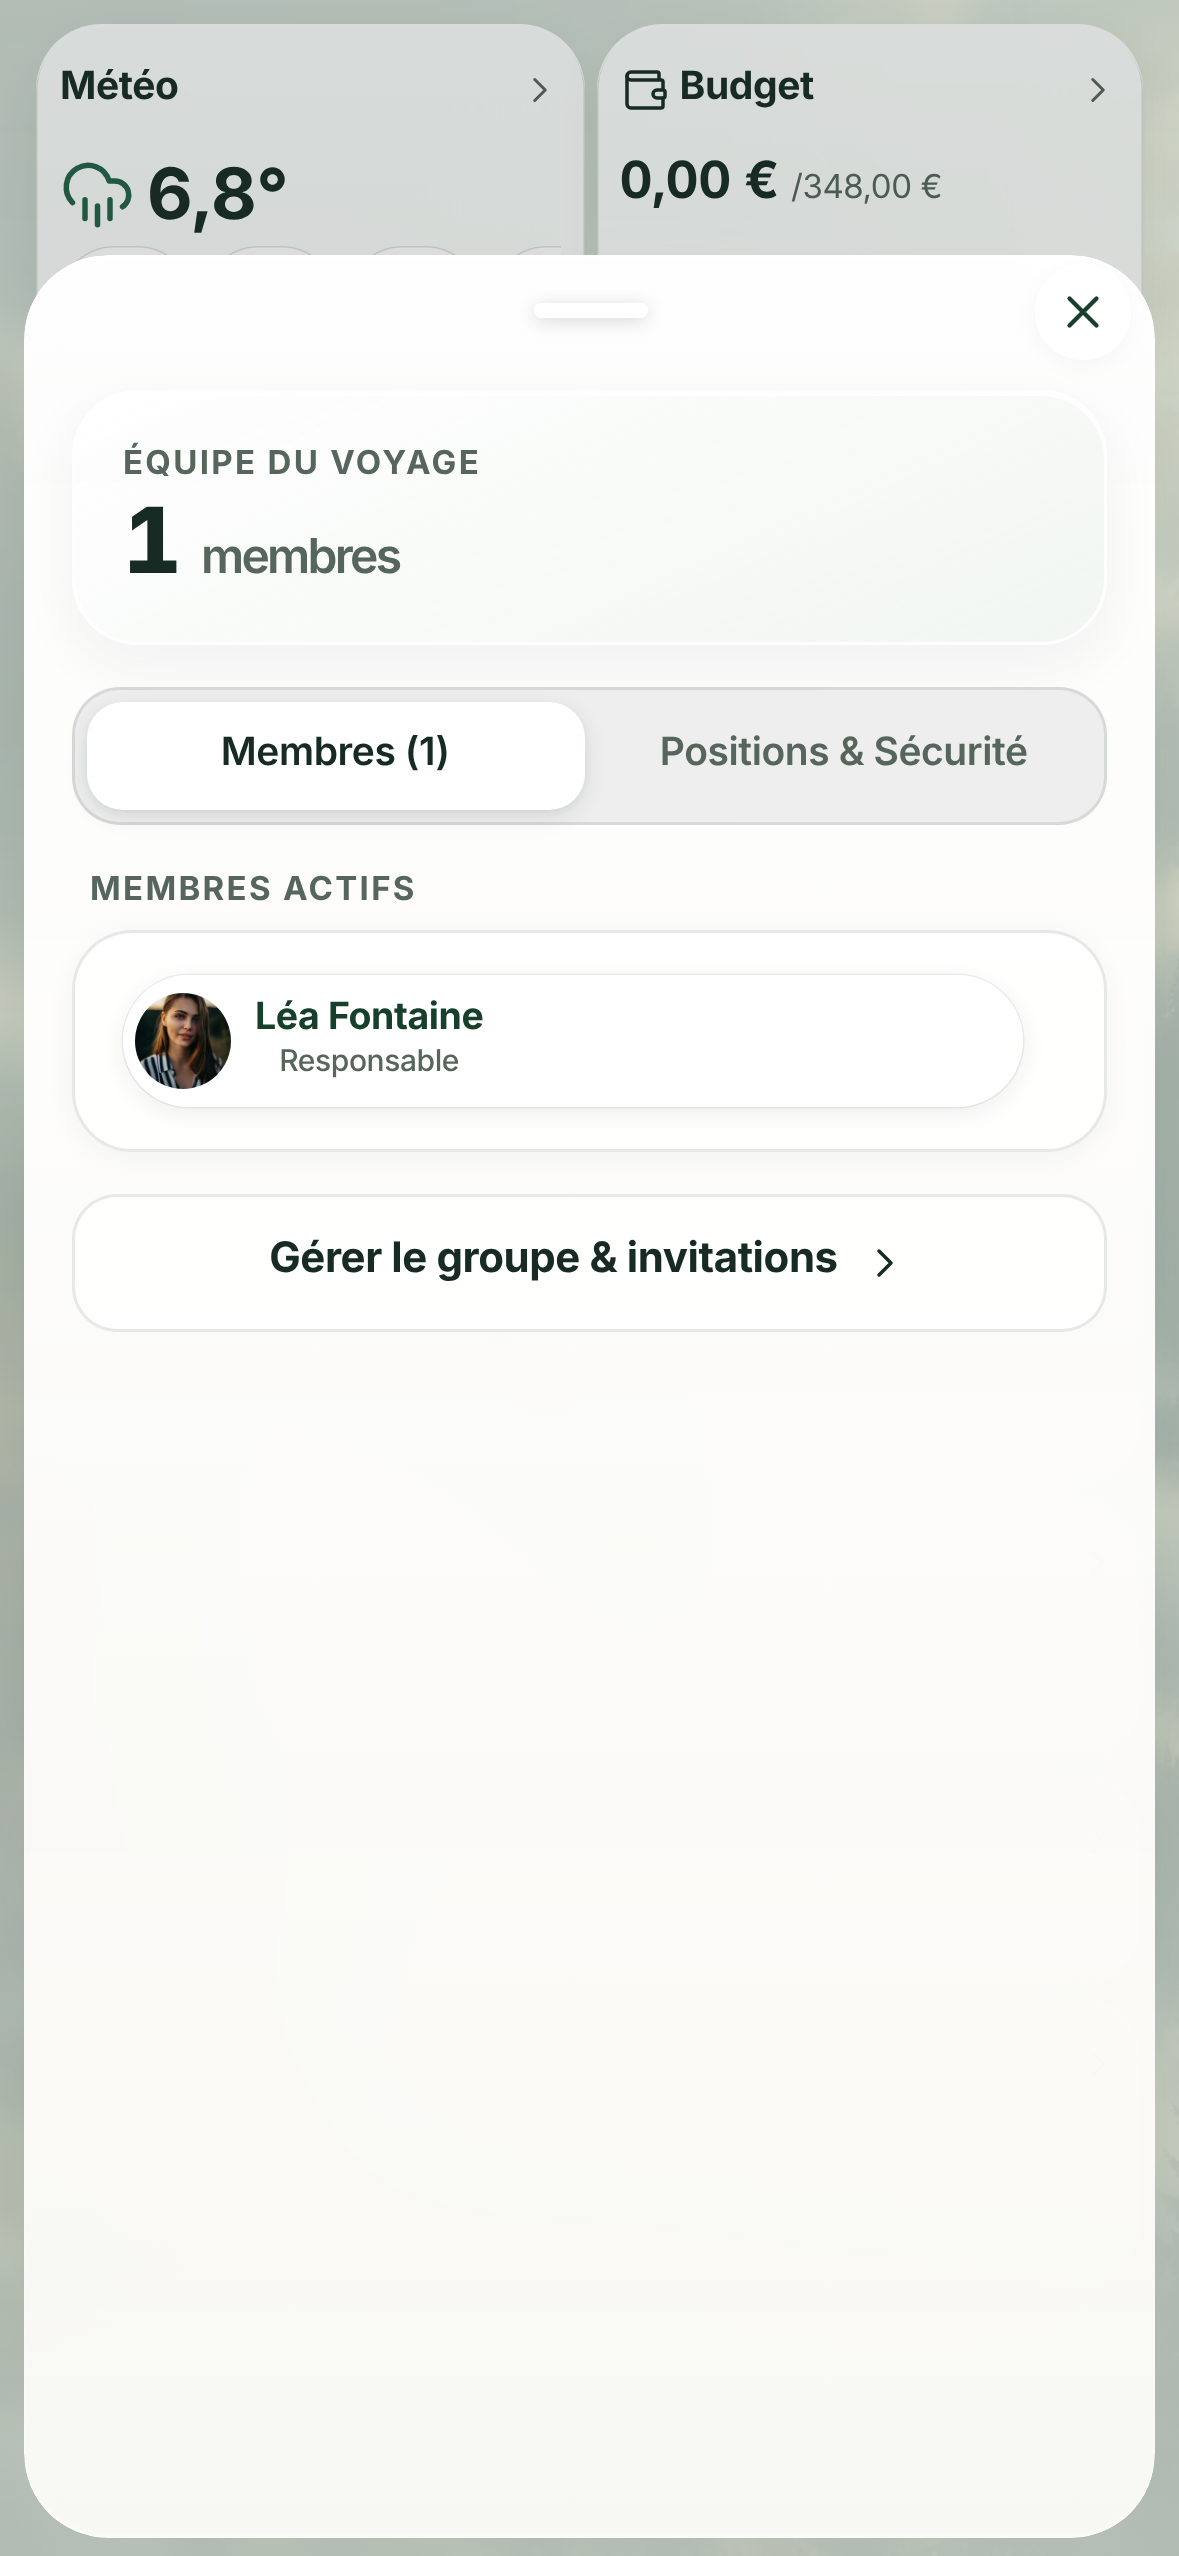 Météo
6,8°
Budget
0,00 € /348,00 €
ÉQUIPE DU VOYAGE
1 membres
Membres (1)
Positions & Sécurité
MEMBRES ACTIFS
Léa Fontaine
Responsable
Gérer le groupe & invitations